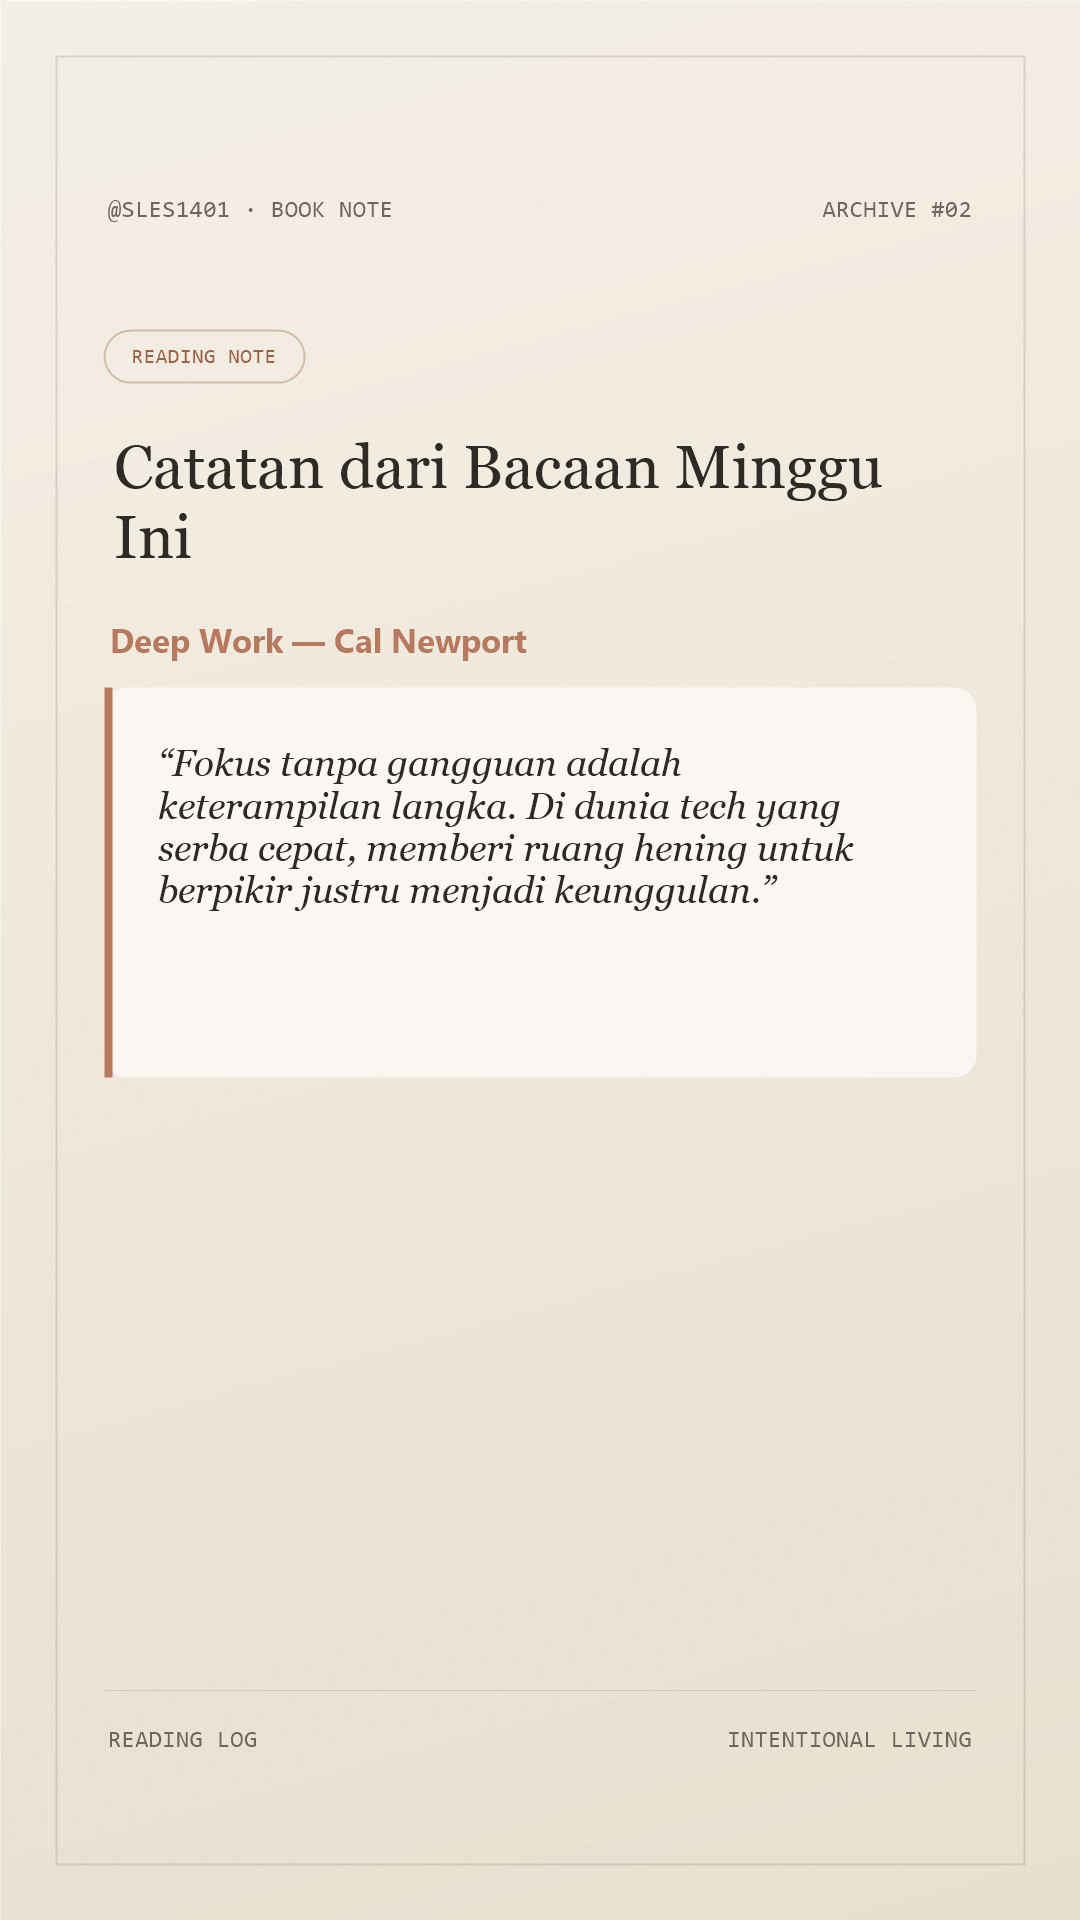 @SLES1401 · BOOK NOTE
ARCHIVE #02
READING NOTE
Catatan dari Bacaan Minggu
Ini
Deep Work — Cal Newport
“Fokus tanpa gangguan adalah
keterampilan langka. Di dunia tech yang
serba cepat, memberi ruang hening untuk
berpikir justru menjadi keunggulan.”
READING LOG
INTENTIONAL LIVING